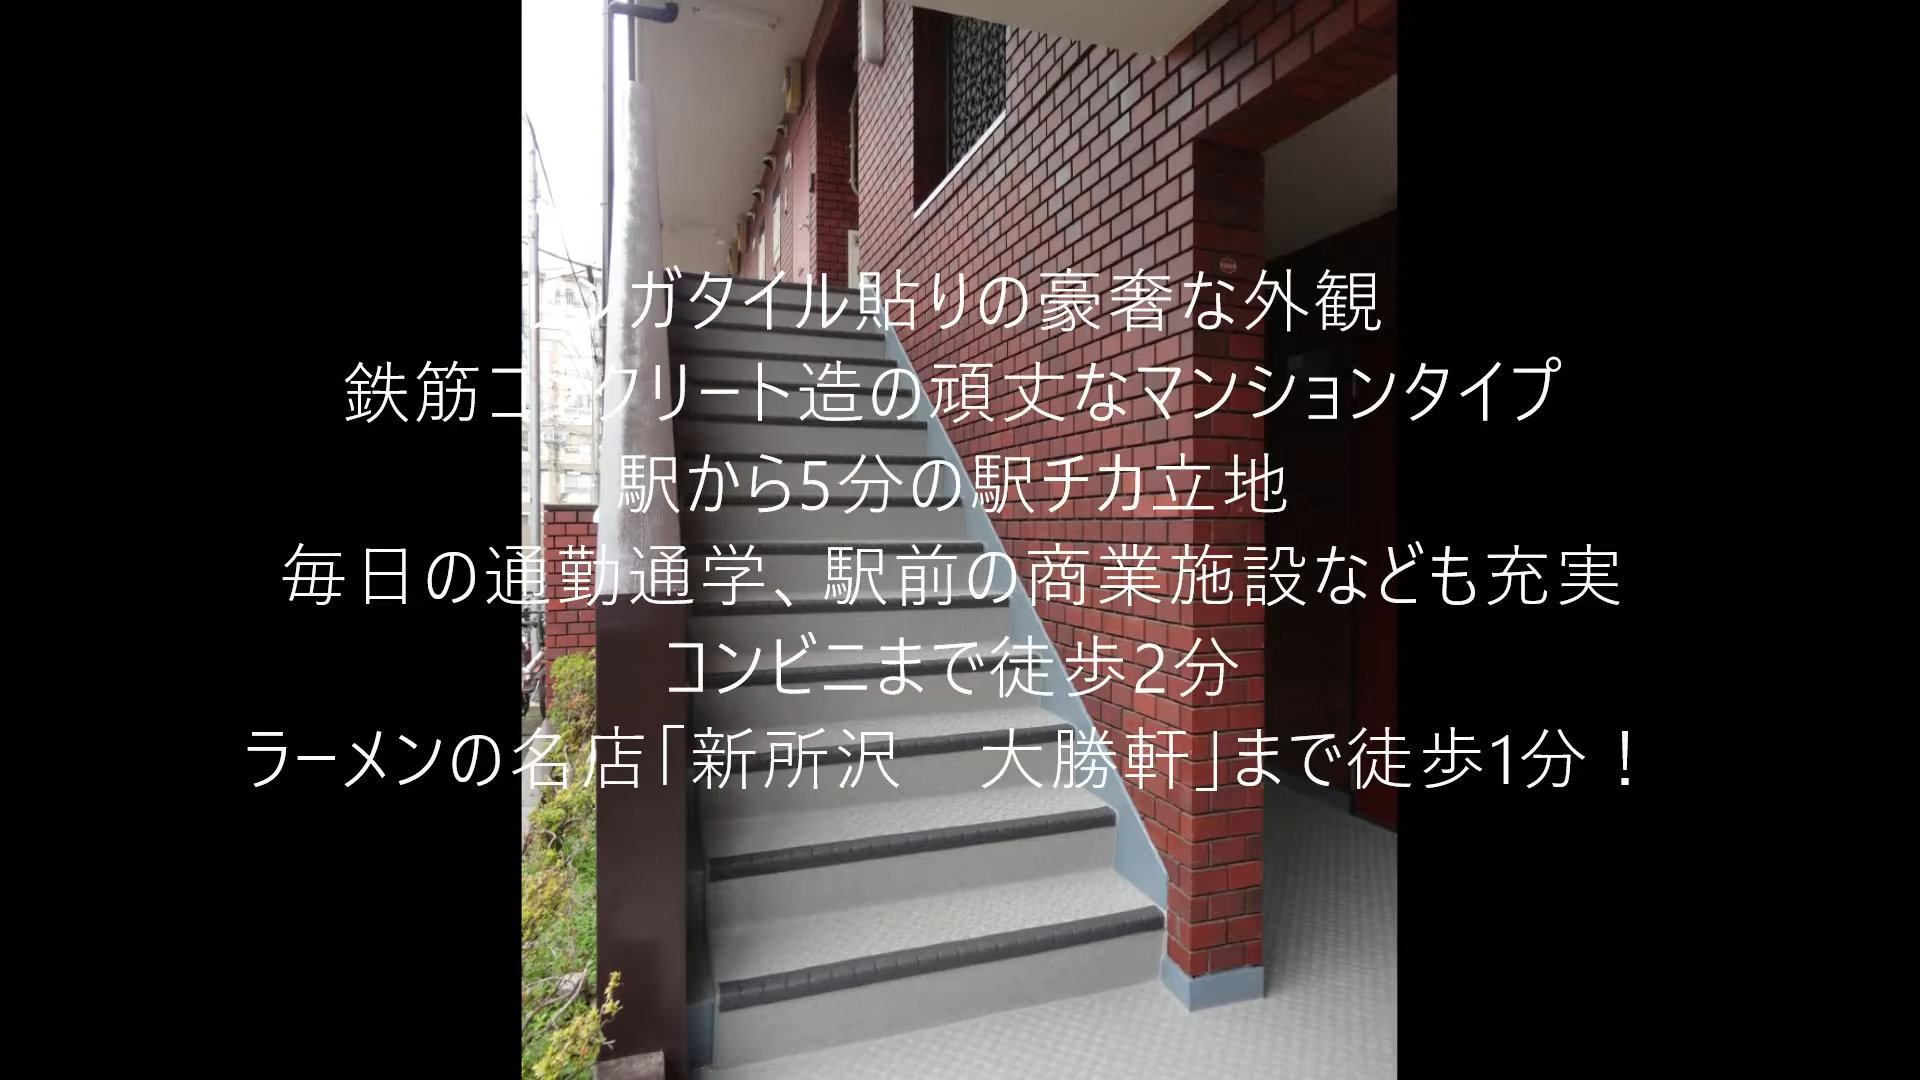 レンガタイル貼りの豪奢な外観
鉄筋コンクリート造の頑丈なマンションタイプ
駅から5分の駅チカ立地
毎日の通勤通学、駅前の商業施設なども充実
コンビニまで徒歩2分
ラーメンの名店「新所沢　大勝軒」まで徒歩1分！